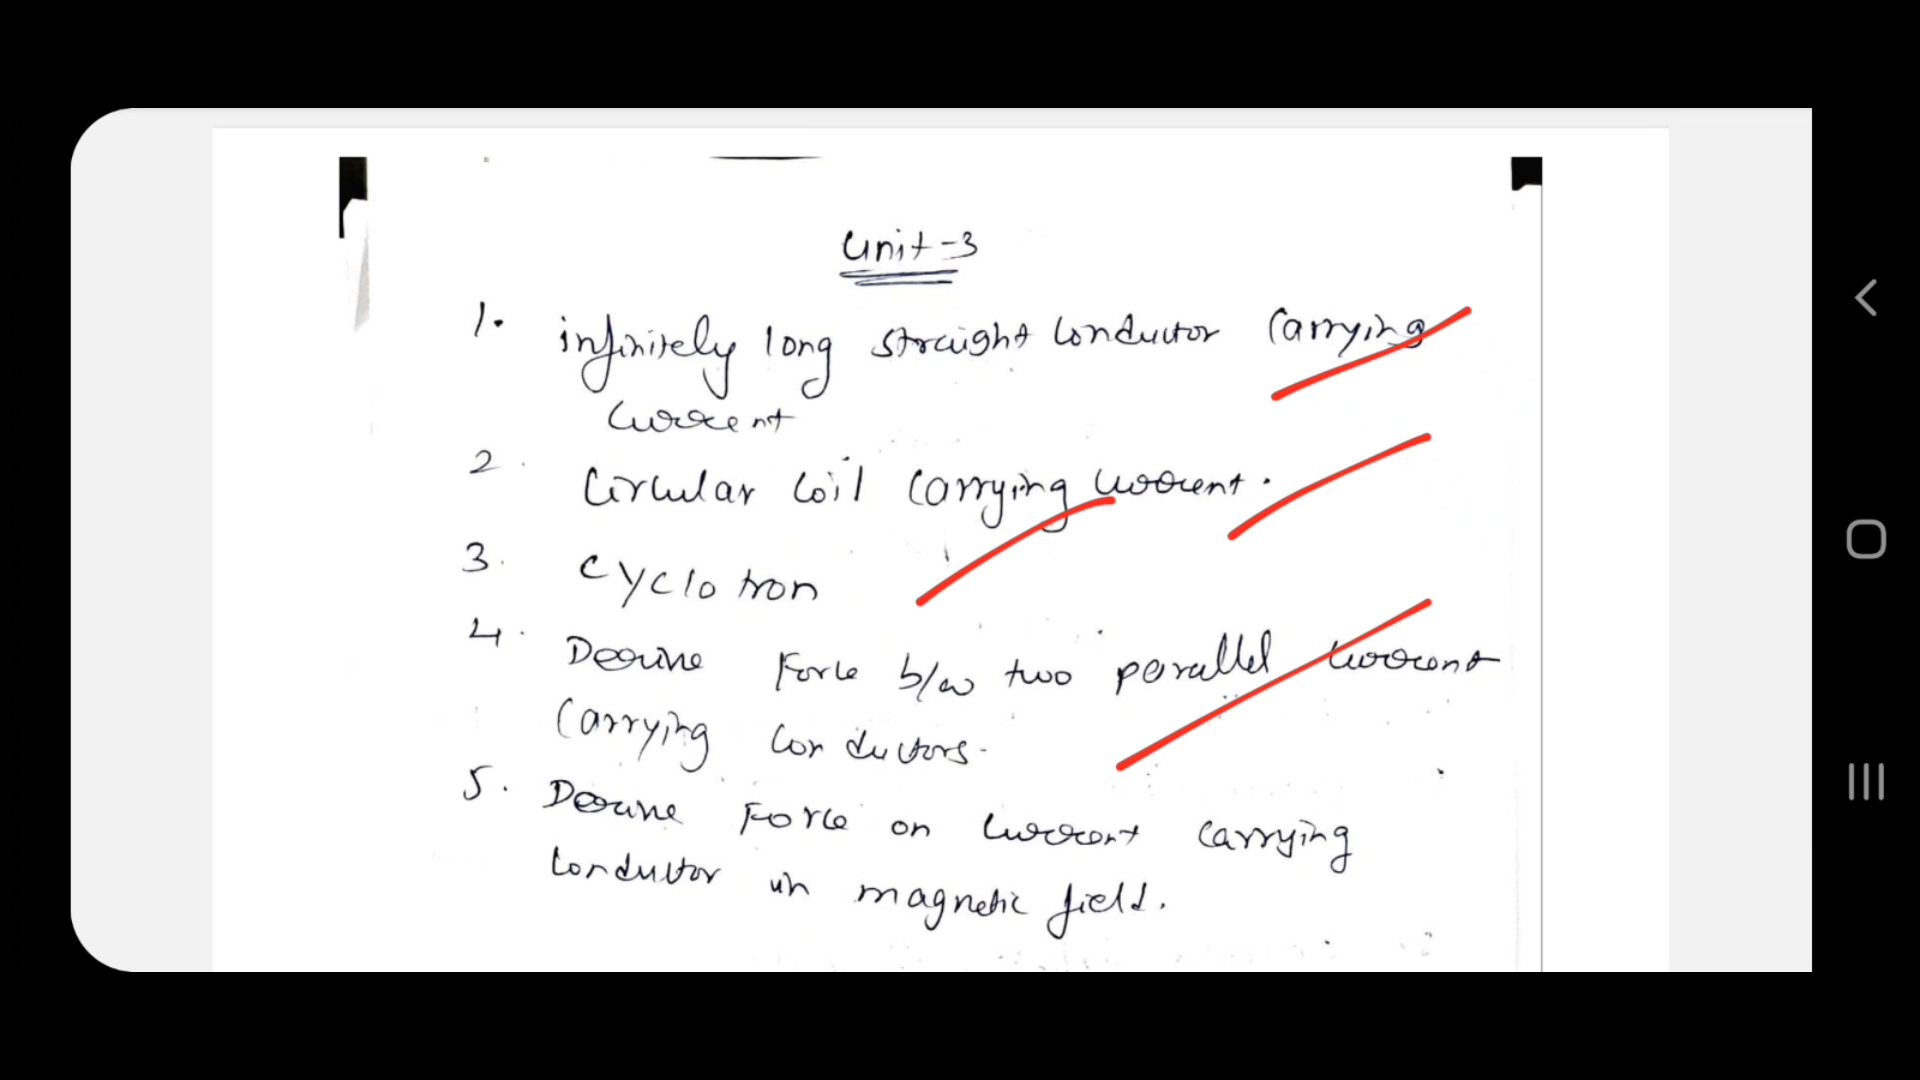 Unit-3
1. infinitely long straight conductor carrying
current
2. Circular coil carrying current.
3. Cyclotron
4. Derive Force b/w two parallel current
carrying conductors.
5. Derive Force on current carrying
conductor in magnetic field.